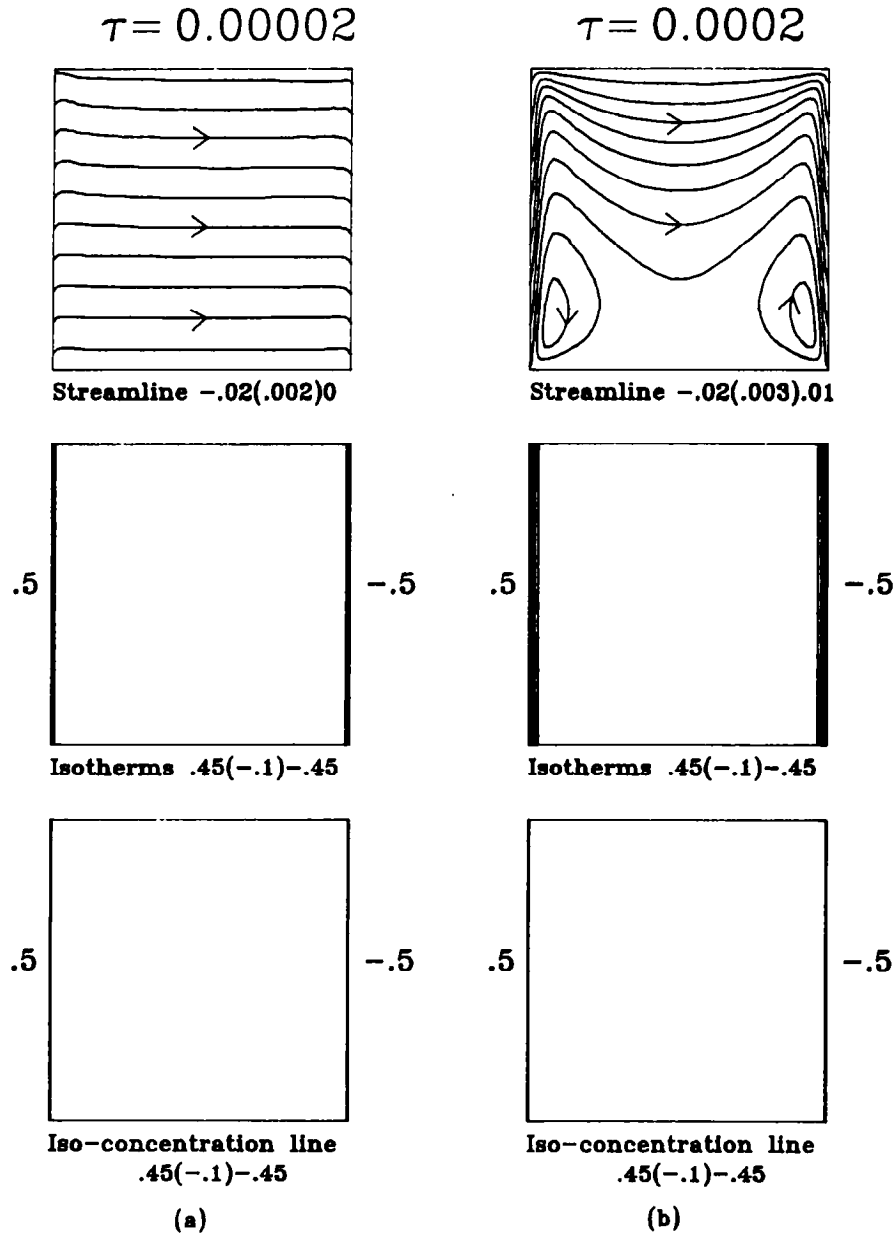 τ= 0.00002
τ= 0.0002
Streamline -.02(.002)0
Streamline -.02(.003).01
.5
-.5
.5
-.5
Isotherms .45(-.1)-.45
Isotherms .45(-.1)-.45
.5
-.5
.5
-.5
Iso-concentration line
.45(-.1)-.45
Iso-concentration line
.45(-.1)-.45
(a)
(b)